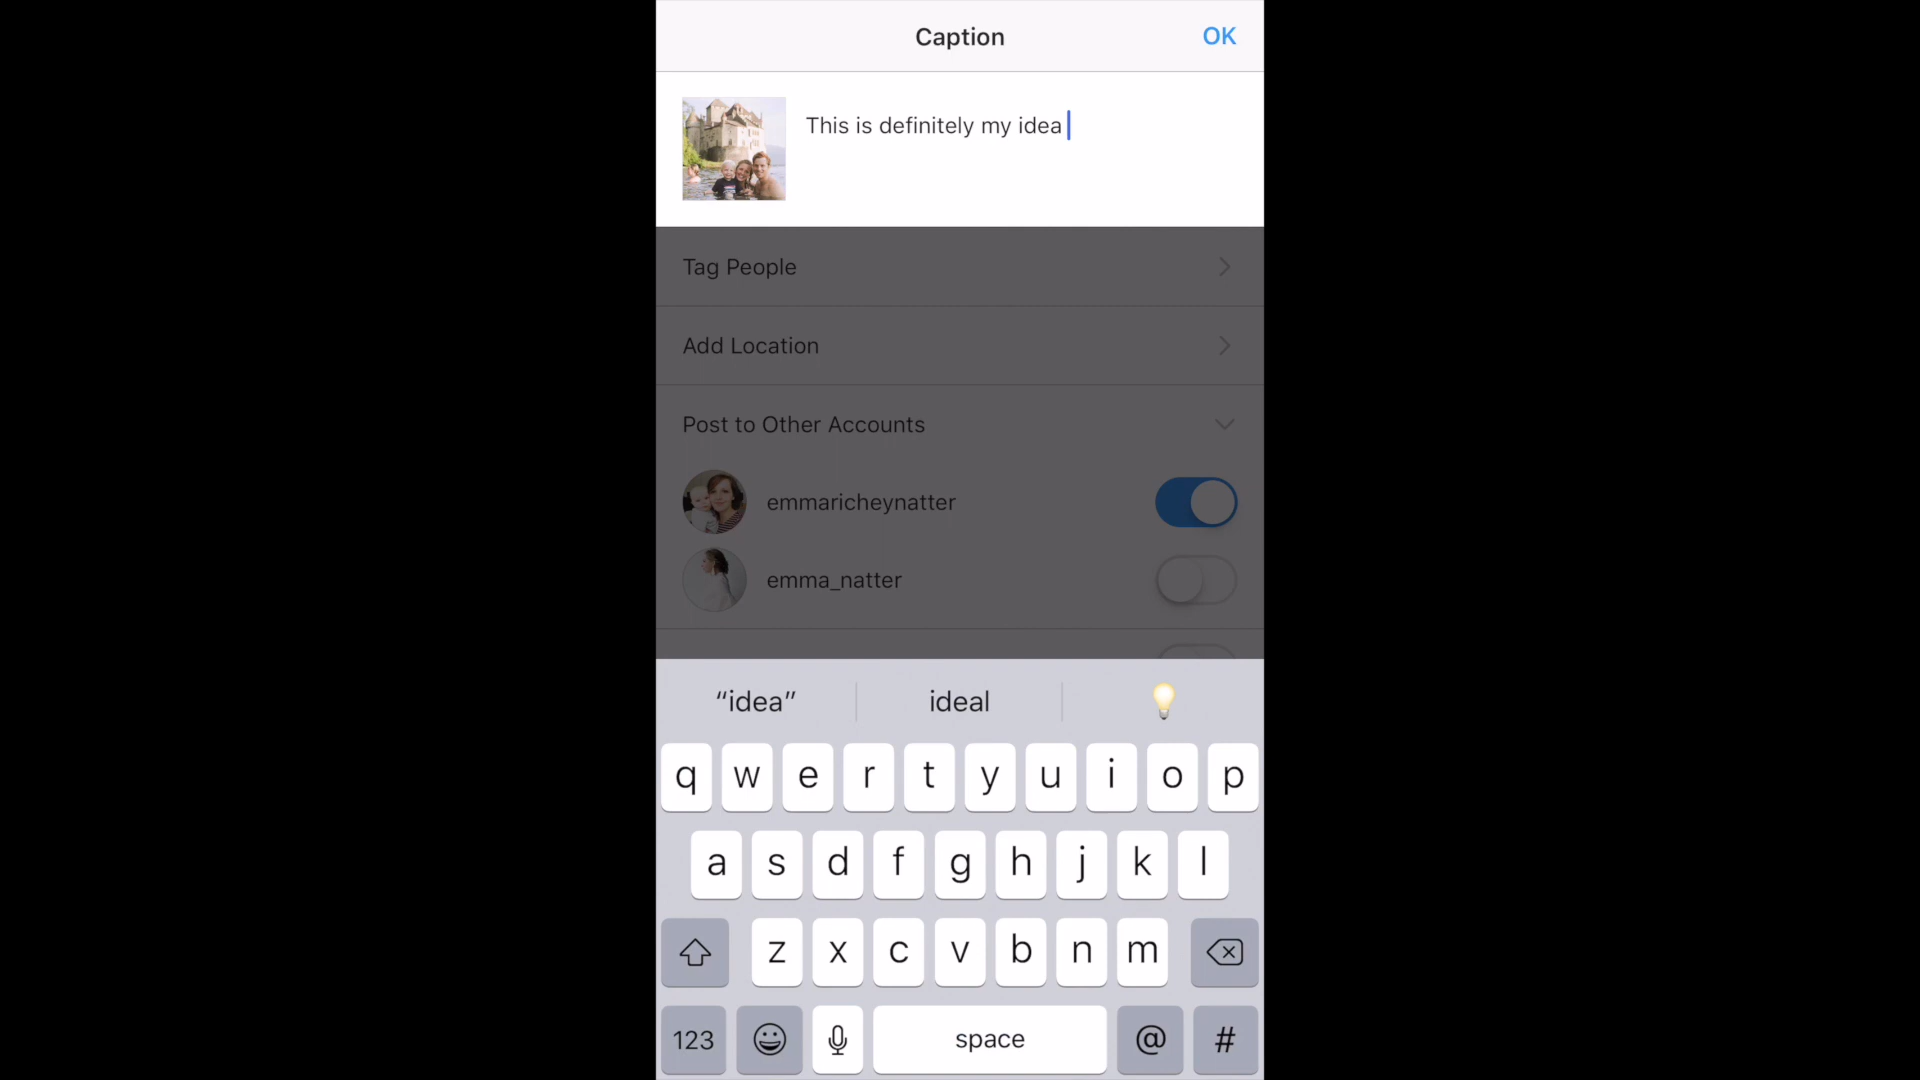 Caption
OK
This is definitely my idea
Tag People
Add Location
Post to Other Accounts
emmaricheynatter
emma_natter
“idea”
ideal
q w e r t y u i o p
a s d f g h j k l
z x c v b n m
123
space
@
#